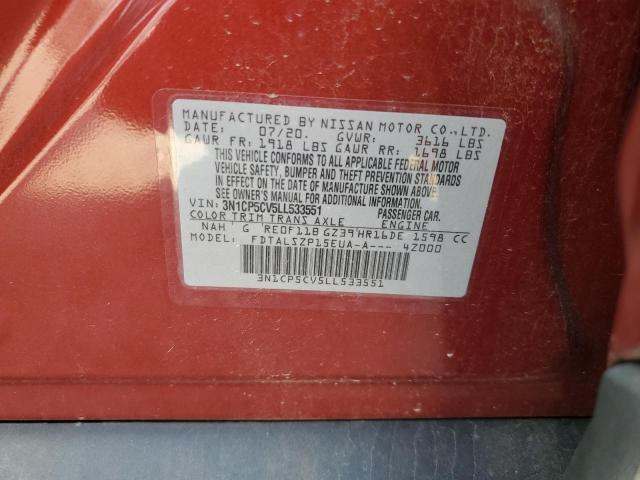 MANUFACTURED BY NISSAN MOTOR CO.,LTD.
DATE: 07/20. GVWR: 3616 LBS
GAWR FR: 1918 LBS GAWR RR: 1698 LBS
THIS VEHICLE CONFORMS TO ALL APPLICABLE FEDERAL MOTOR
VEHICLE SAFETY, BUMPER AND THEFT PREVENTION STANDARDS
IN EFFECT ON THE DATE OF MANUFACTURE SHOWN ABOVE.
SEE OWNER'S MANUAL FOR ADDITIONAL INFORMATION
VIN: 3N1CP5CV5LL533551 PASSENGER CAR.
COLOR TRIM TRANS AXLE ENGINE
NAH G RE0F11B GZ39 HR16DE 1598 CC
MODEL: FDTALSZP15EUA-A--- 4Z000
3N1CP5CV5LL533551